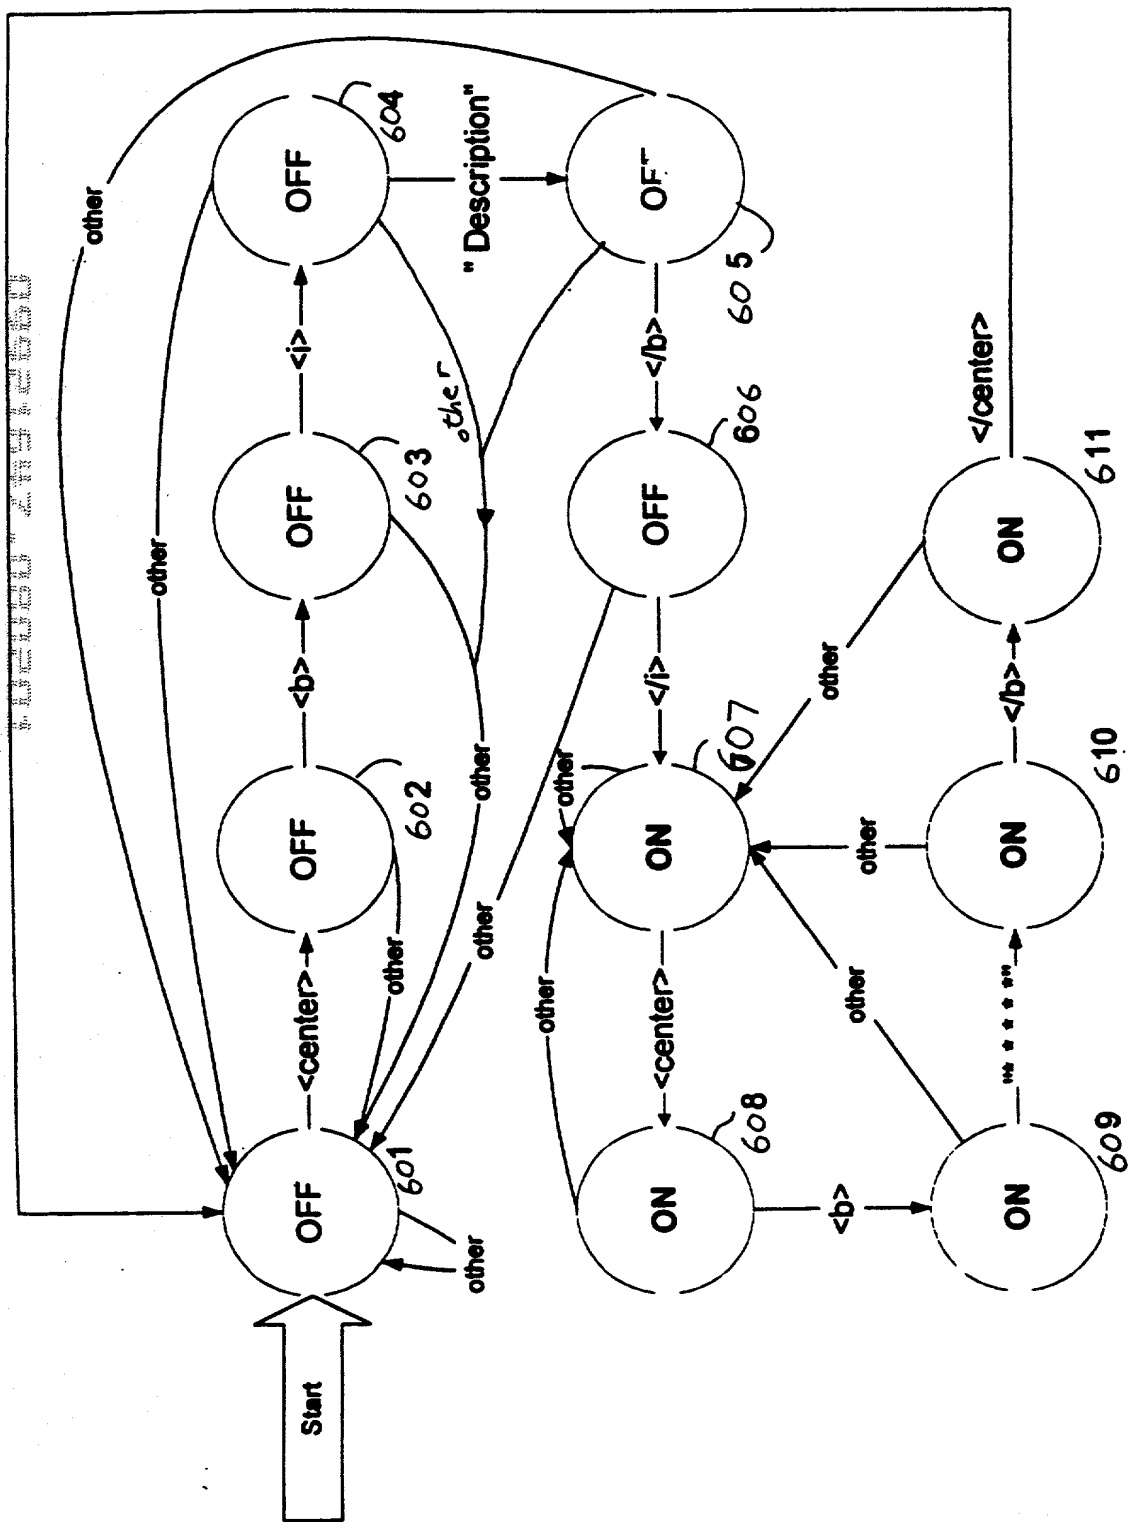 Start
OFF
601
other
<center>
OFF
602
other
<b>
OFF
603
other
<i>
OFF
604
other
other
other
"Description"
605
</b>
OFF
606
other
</i>
ON
607
other
<center>
ON
608
other
<b>
ON
609
other
"* * * * *"
ON
610
other
</b>
ON
611
other
</center>